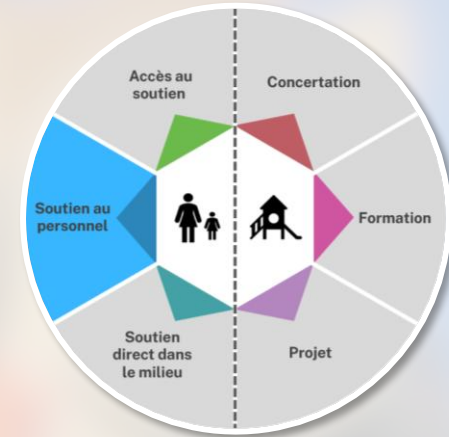 Accès au
soutien
Concertation
Soutien au
personnel
Formation
Soutien
direct dans
le milieu
Projet